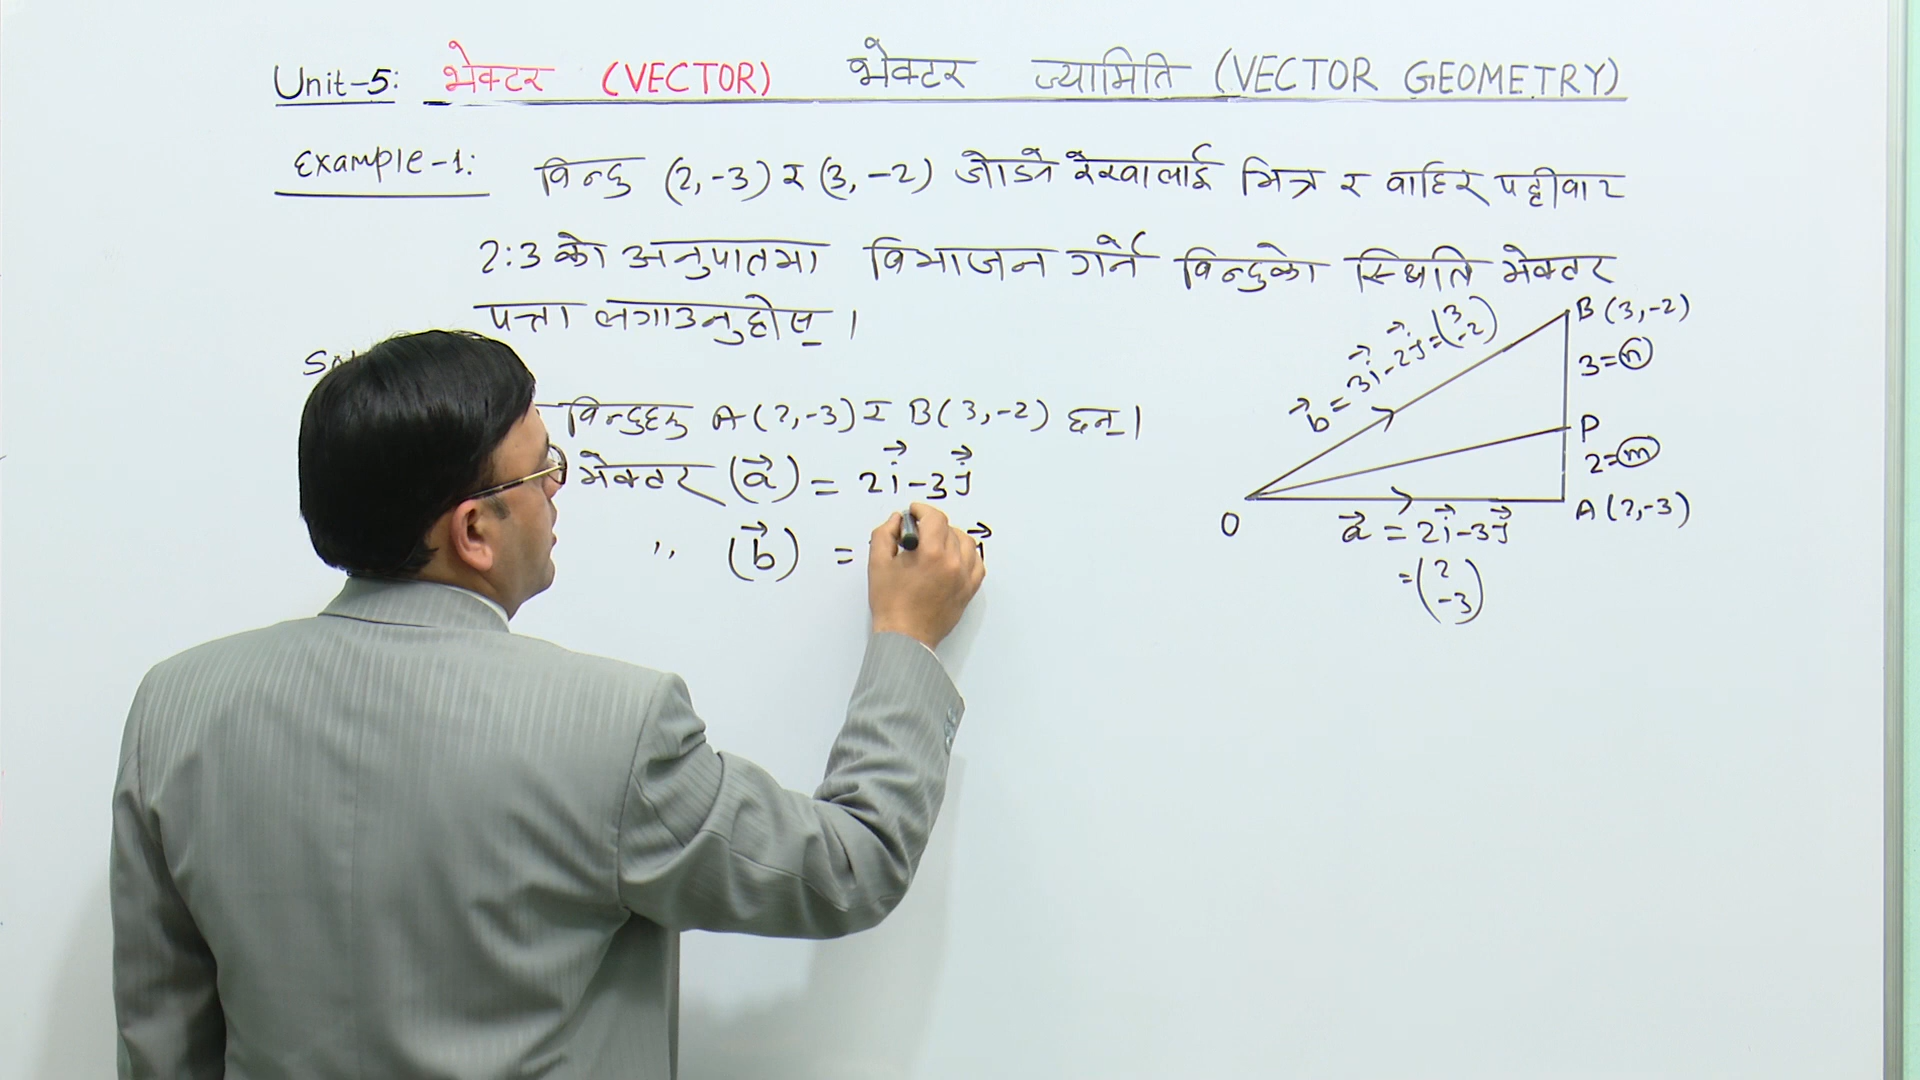 Unit-5: भेक्टर (VECTOR) भेक्टर ज्यामिति (VECTOR GEOMETRY)
Example-1: विन्दु (2,-3) र (3,-2) जोड्ने रेखालाई भित्र र वाहिर पट्टीवाट
2:3 को अनुपातमा विभाजन गर्ने विन्दुको स्थिति भेक्टर
पत्ता लगाउनुहोस् ।
विन्दुहरु A(2,-3) र B(3,-2) छन् ।
भेक्टर (a⃗) = 2i⃗-3j⃗
,, (b⃗) =
B(3,-2)
b⃗ = 3i⃗-2j⃗ = (3 -2)
3=n
P
2=m
O
A(2,-3)
a⃗ = 2i⃗-3j⃗
= (2
-3)